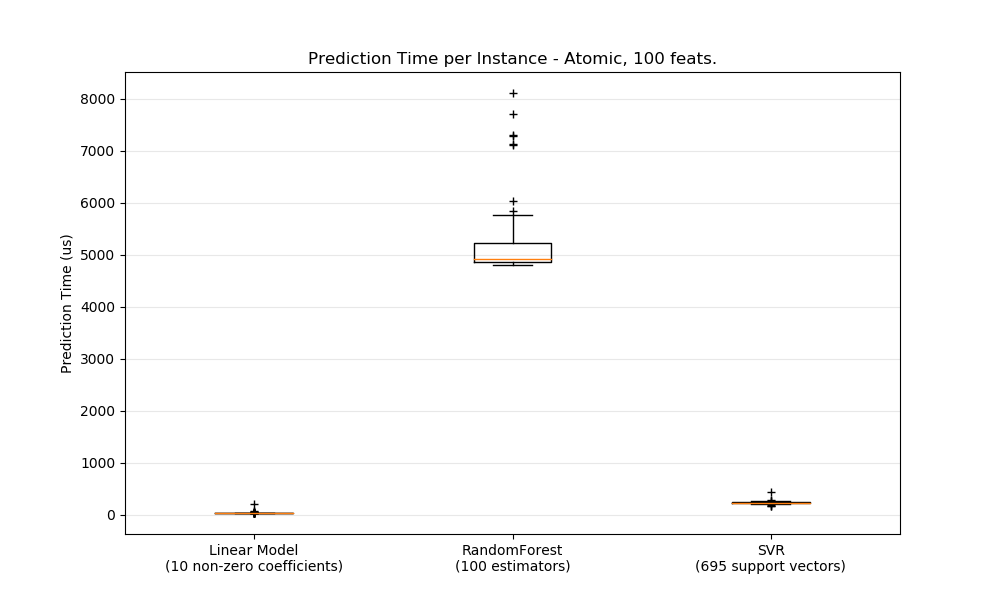 Prediction Time per Instance - Atomic, 100 feats.
Prediction Time (us)
8000
7000
6000
5000
4000
3000
2000
1000
0
Linear Model
(10 non-zero coefficients)
RandomForest
(100 estimators)
SVR
(695 support vectors)